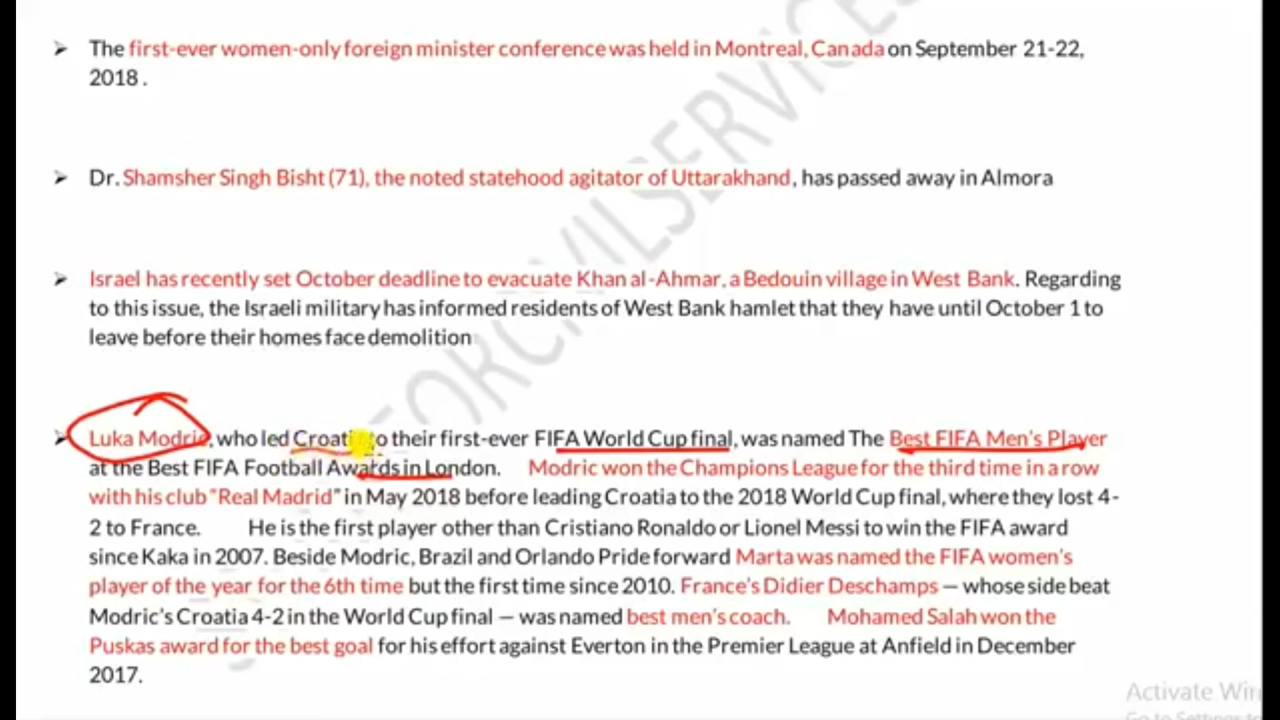 ➤ The first-ever women-only foreign minister conference was held in Montreal, Canada on September 21-22,
2018 .
➤ Dr. Shamsher Singh Bisht (71), the noted statehood agitator of Uttarakhand, has passed away in Almora
➤ Israel has recently set October deadline to evacuate Khan al-Ahmar, a Bedouin village in West Bank. Regarding
to this issue, the Israeli military has informed residents of West Bank hamlet that they have until October 1 to
leave before their homes face demolition
➤ Luka Modric, who led Croatia to their first-ever FIFA World Cup final, was named The Best FIFA Men's Player
at the Best FIFA Football Awards in London. Modric won the Champions League for the third time in a row
with his club "Real Madrid" in May 2018 before leading Croatia to the 2018 World Cup final, where they lost 4-
2 to France. He is the first player other than Cristiano Ronaldo or Lionel Messi to win the FIFA award
since Kaka in 2007. Beside Modric, Brazil and Orlando Pride forward Marta was named the FIFA women's
player of the year for the 6th time but the first time since 2010. France's Didier Deschamps — whose side beat
Modric's Croatia 4-2 in the World Cup final — was named best men's coach. Mohamed Salah won the
Puskas award for the best goal for his effort against Everton in the Premier League at Anfield in December
2017.
FORCIVILSERVICES
Activate Win